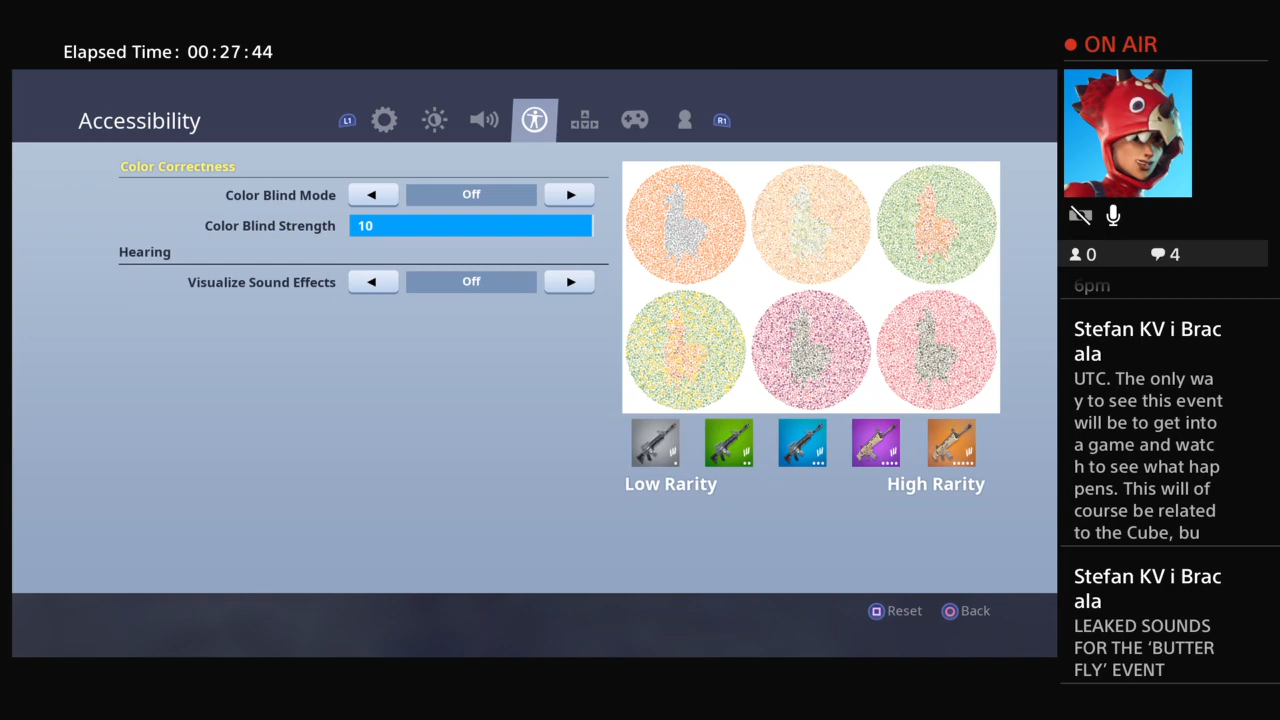 Elapsed Time: 00:27:44
ON AIR
Accessibility
L1
R1
Color Correctness
Color Blind Mode
Off
Color Blind Strength
10
Hearing
Visualize Sound Effects
Off
Low Rarity
High Rarity
Reset
Back
0
4
6pm
Stefan KV i Brac
ala
UTC. The only wa
y to see this event
will be to get into
a game and watc
h to see what hap
pens. This will of
course be related
to the Cube, bu
Stefan KV i Brac
ala
LEAKED SOUNDS
FOR THE ‘BUTTER
FLY’ EVENT